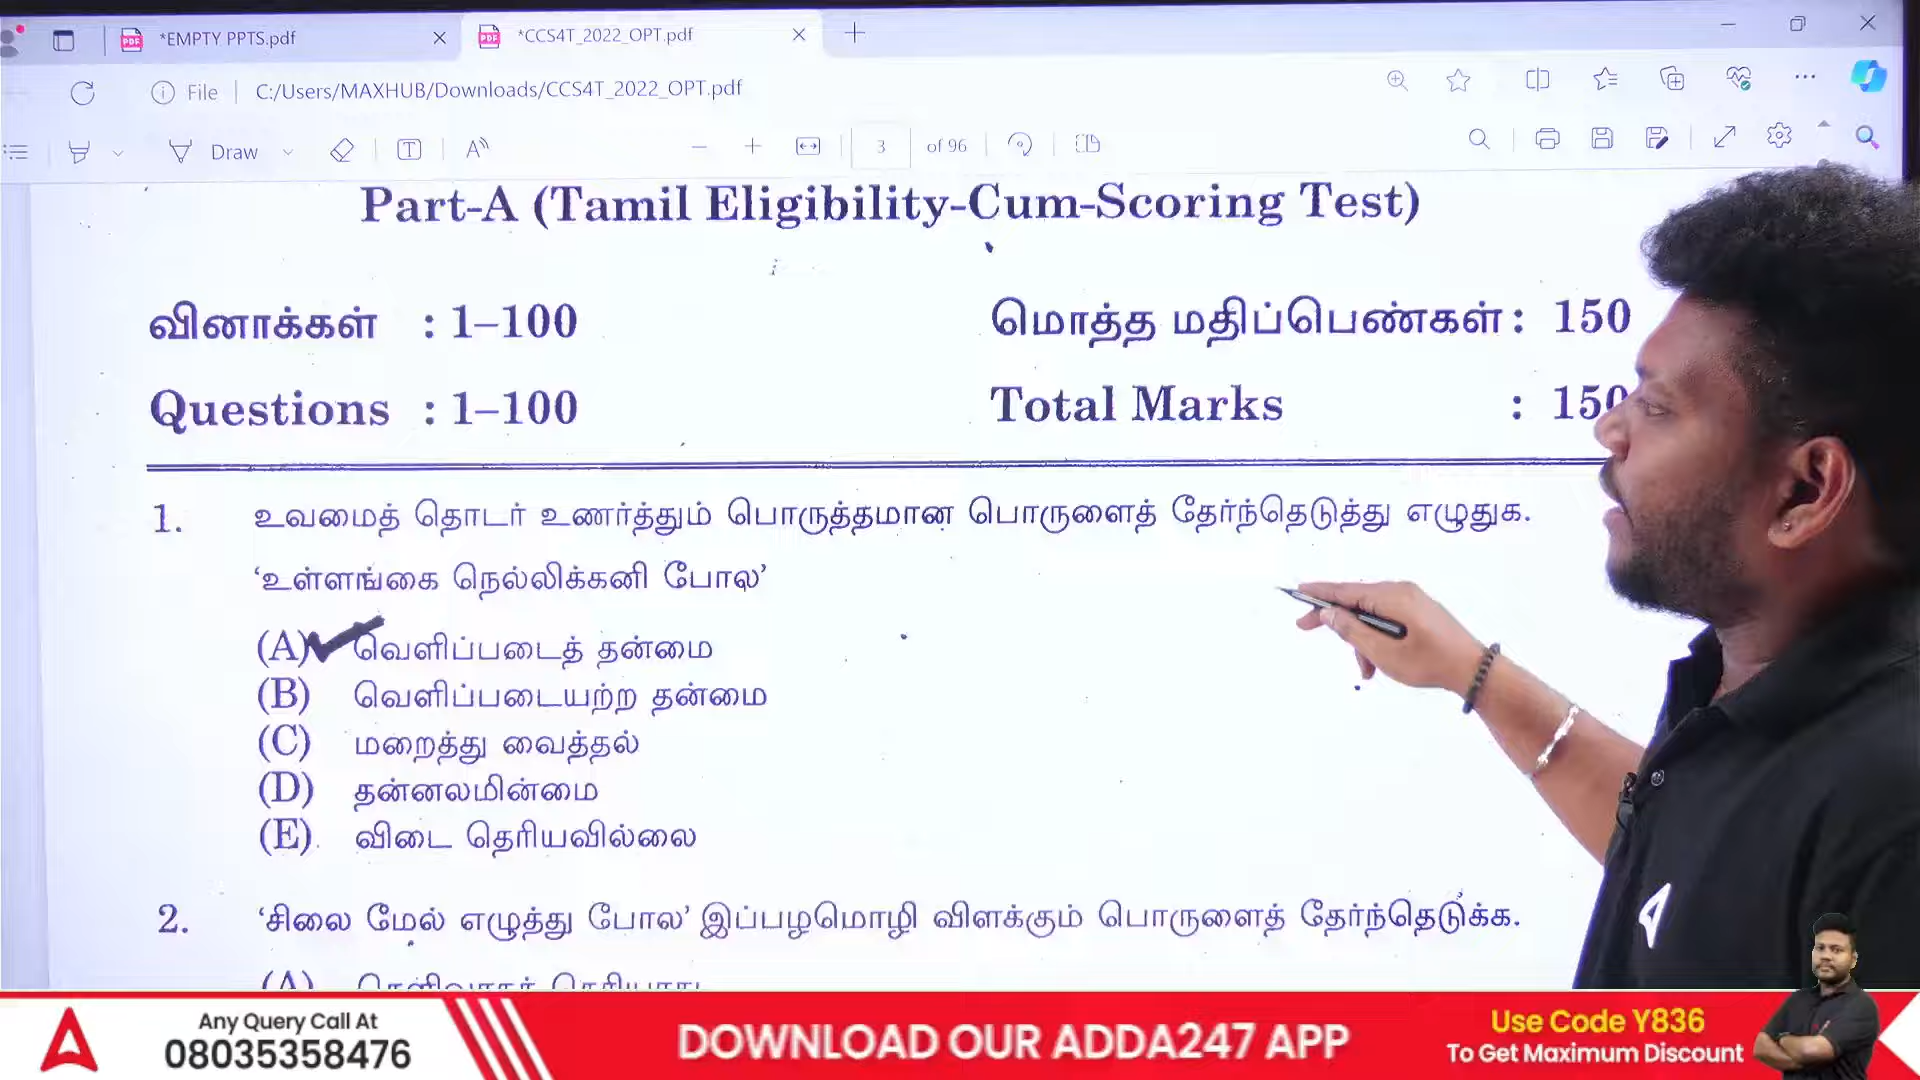 *EMPTY PPTS.pdf
*CCS4T_2022_OPT.pdf
File
C:/Users/MAXHUB/Downloads/CCS4T_2022_OPT.pdf
Draw
3 of 96
Part-A (Tamil Eligibility-Cum-Scoring Test)
வினாக்கள் : 1–100
மொத்த மதிப்பெண்கள் : 150
Questions : 1–100
Total Marks : 150
1. உவமைத் தொடர் உணர்த்தும் பொருத்தமான பொருளைத் தேர்ந்தெடுத்து எழுதுக.
‘உள்ளங்கை நெல்லிக்கனி போல’
(A) வெளிப்படைத் தன்மை
(B) வெளிப்படையற்ற தன்மை
(C) மறைத்து வைத்தல்
(D) தன்னலமின்மை
(E) விடை தெரியவில்லை
2. ‘சிலை மேல் எழுத்து போல’ இப்பழமொழி விளக்கும் பொருளைத் தேர்ந்தெடுக்க.
(A)
Any Query Call At
08035358476
DOWNLOAD OUR ADDA247 APP
Use Code Y836
To Get Maximum Discount